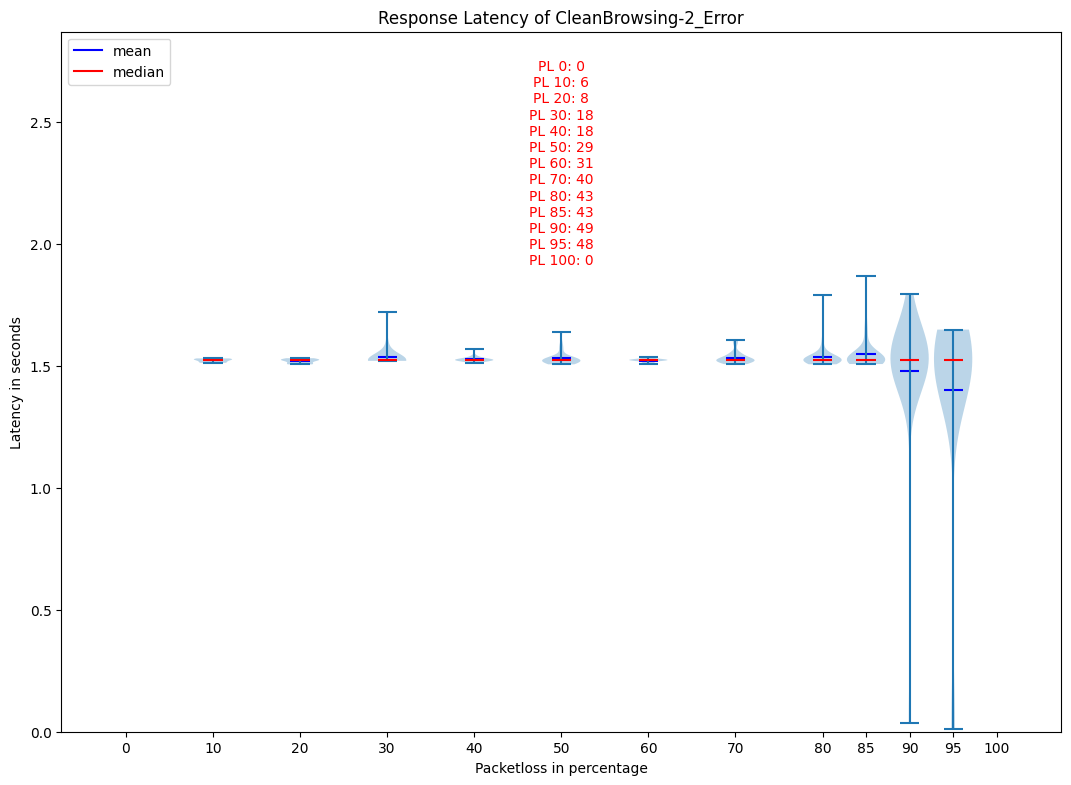 Response Latency of CleanBrowsing-2_Error
mean
median
PL 0: 0
PL 10: 6
PL 20: 8
PL 30: 18
PL 40: 18
PL 50: 29
PL 60: 31
PL 70: 40
PL 80: 43
PL 85: 43
PL 90: 49
PL 95: 48
PL 100: 0
Latency in seconds
2.5
2.0
1.5
1.0
0.5
0.0
0 10 20 30 40 50 60 70 80 85 90 95 100
Packetloss in percentage